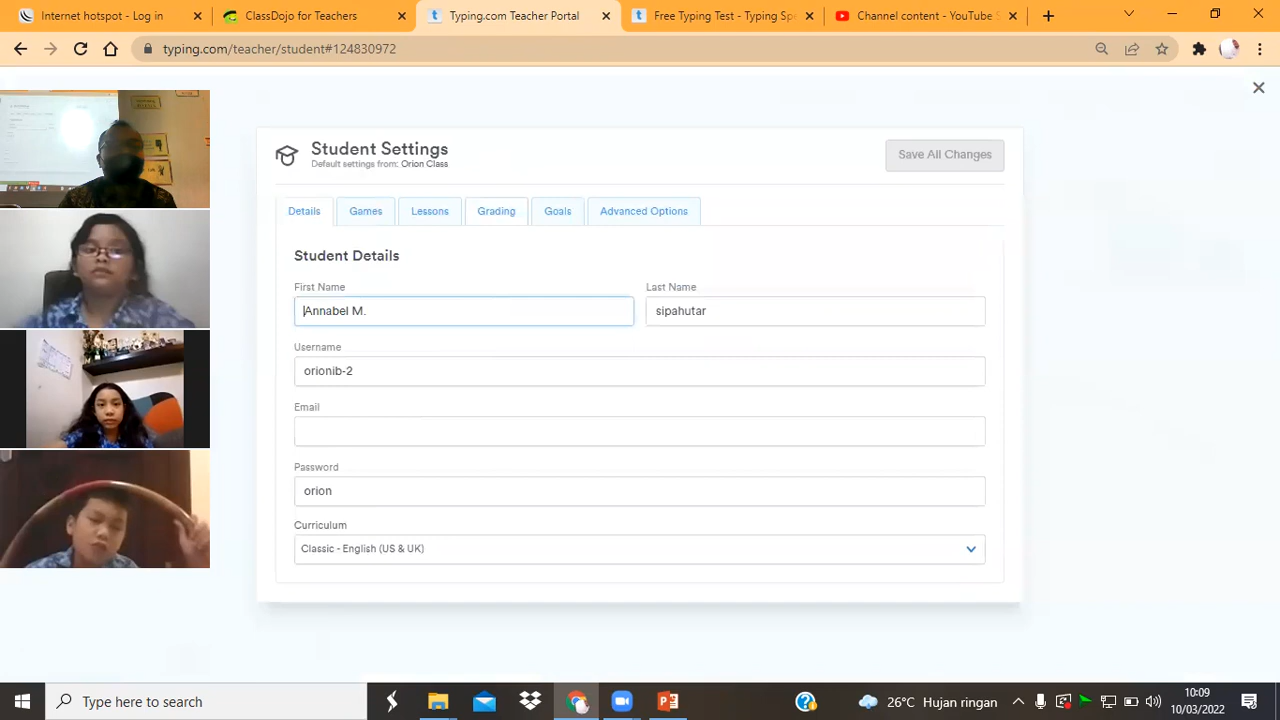 Internet hotspot - Log in
ClassDojo for Teachers
Typing.com Teacher Portal
Free Typing Test - Typing Spe
Channel content - YouTube S
typing.com/teacher/student#124830972
Student Settings
Default settings from: Orion Class
Save All Changes
Details
Games
Lessons
Grading
Goals
Advanced Options
Student Details
First Name
Last Name
Annabel M.
sipahutar
Username
orionib-2
Email
Password
orion
Curriculum
Classic - English (US & UK)
Type here to search
26°C Hujan ringan
10:09
10/03/2022